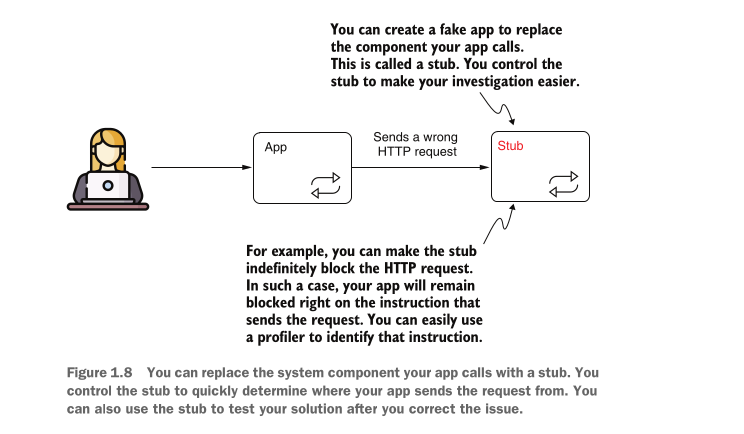 You can create a fake app to replace
the component your app calls.
This is called a stub. You control the
stub to make your investigation easier.
App
Sends a wrong
HTTP request
Stub
For example, you can make the stub
indefinitely block the HTTP request.
In such a case, your app will remain
blocked right on the instruction that
sends the request. You can easily use
a profiler to identify that instruction.
Figure 1.8 You can replace the system component your app calls with a stub. You
control the stub to quickly determine where your app sends the request from. You
can also use the stub to test your solution after you correct the issue.